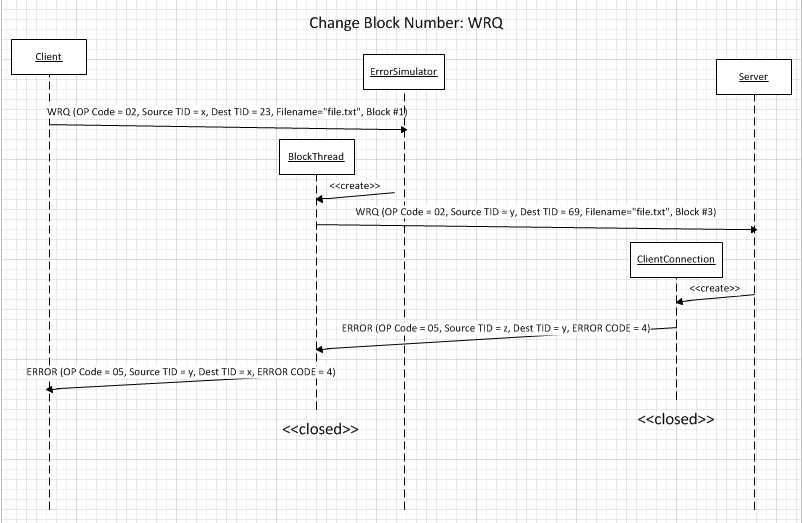 Change Block Number: WRQ
Client
ErrorSimulator
Server
WRQ (OP Code = 02, Source TID = x, Dest TID = 23, Filename="file.txt", Block #1)
BlockThread
<<create>>
WRQ (OP Code = 02, Source TID = y, Dest TID = 69, Filename="file.txt", Block #3)
ClientConnection
<<create>>
ERROR (OP Code = 05, Source TID = z, Dest TID = y, ERROR CODE = 4)
ERROR (OP Code = 05, Source TID = y, Dest TID = x, ERROR CODE = 4)
<<closed>>
<<closed>>